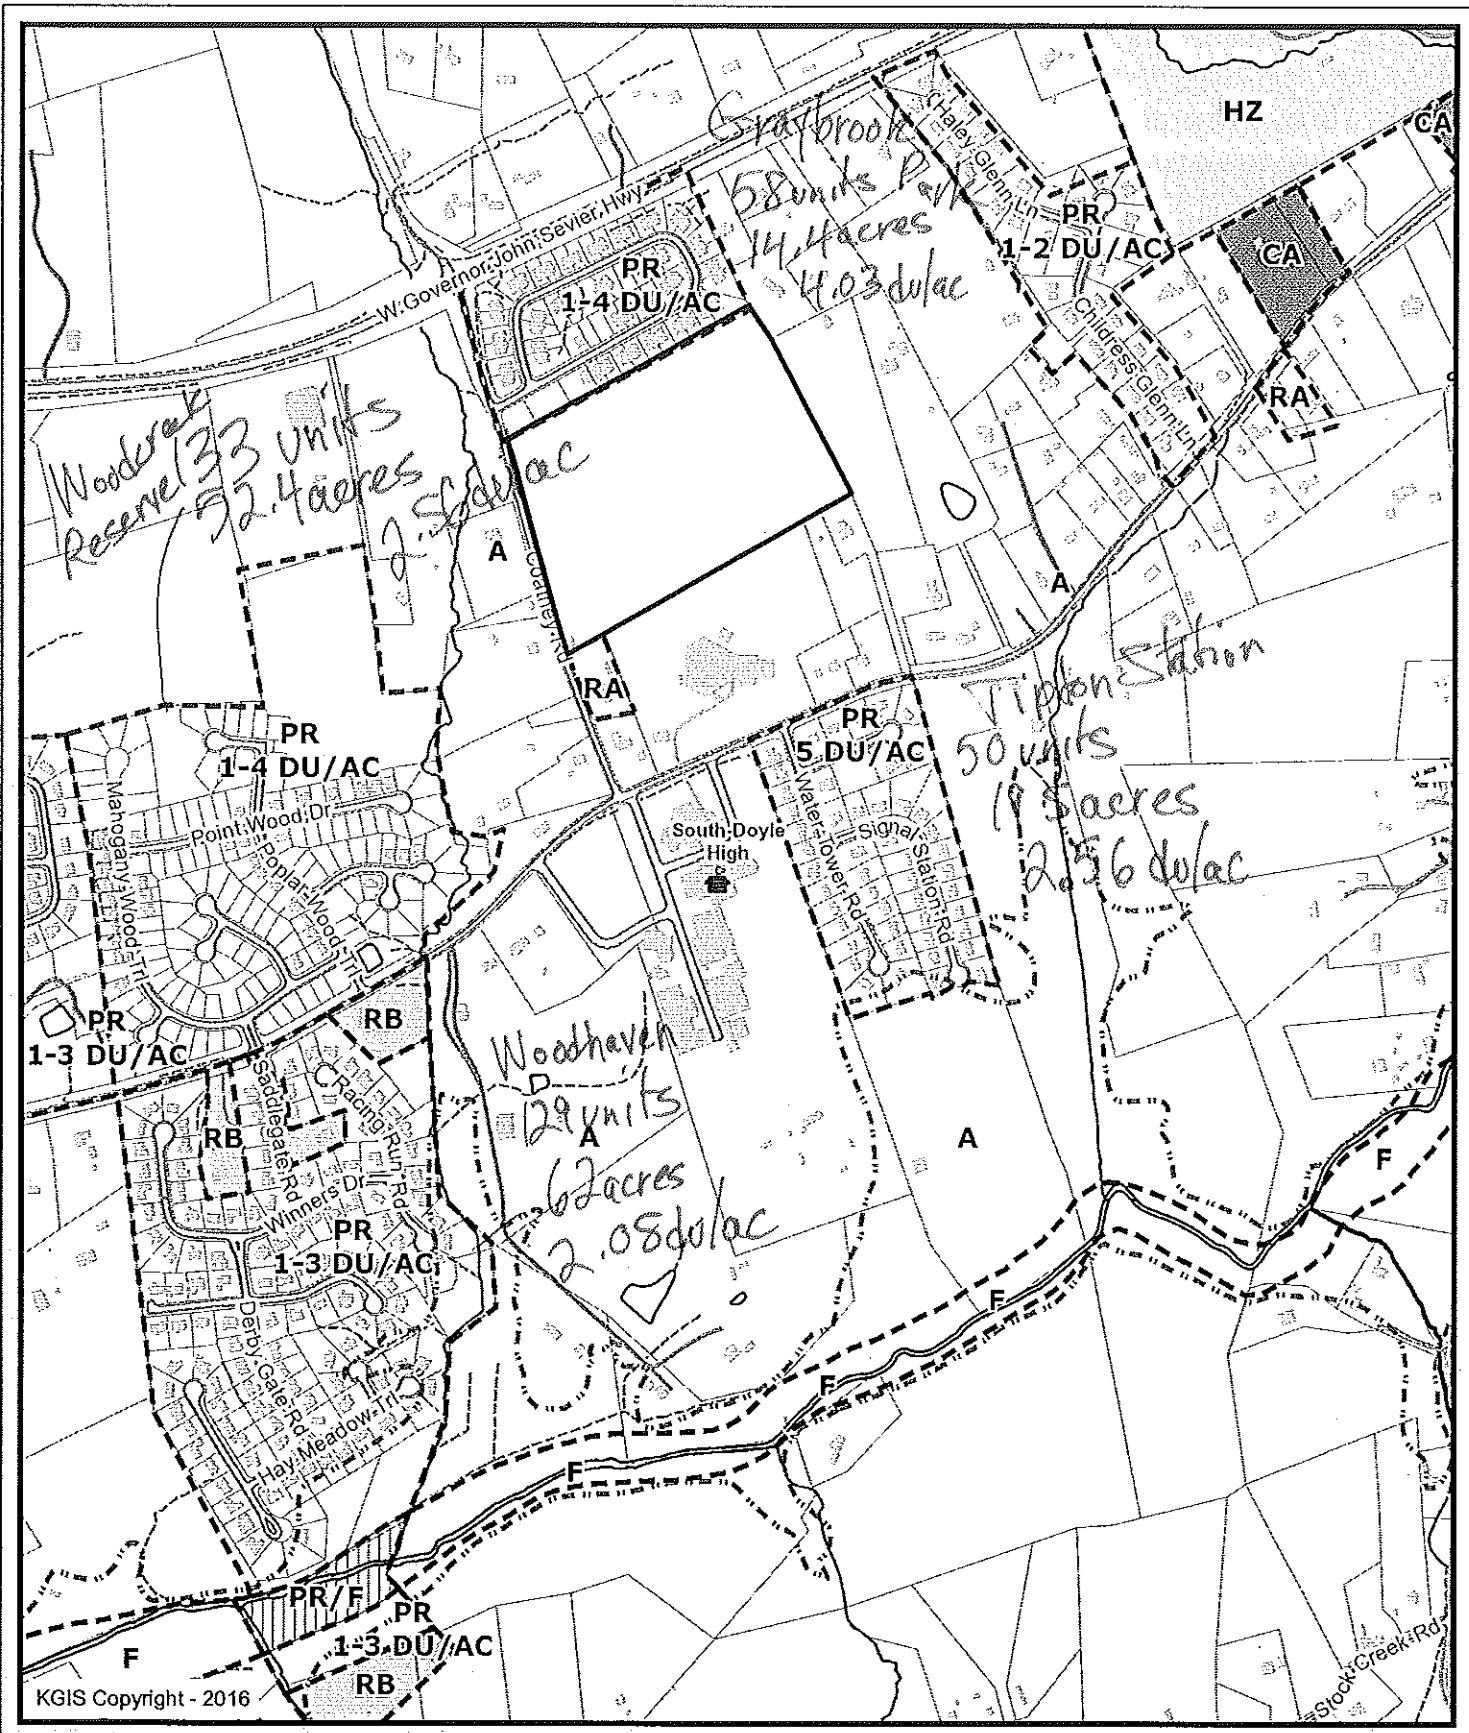 HZ
CA
Graybrook
58 units Park
14.4 acres
4.03 du/ac
Haley Glenn Ln
PR
1-2 DU/AC
CA
W Governor John Sevier Hwy
PR
1-4 DU/AC
Childress Glenn Ln
RA
Woodcreek
Reserve 133 units
52.4 acres
du/ac
A
Coatney Rd
A
RA
Tipton Station
50 units
acres
2.56 du/ac
PR
5 DU/AC
PR
1-4 DU/AC
Mahogany Wood Trl
Point Wood Dr
Poplar Wood Trl
South Doyle
High
Water Tower Rd
Signal Station Rd
PR
1-3 DU/AC
RB
Woodhaven
129 units
A
62 acres
2.08 du/ac
Saddlegate Rd
Racing Run Rd
RB
Winners Dr
A
F
PR
1-3 DU/AC
Derby Gate Rd
Hay Meadow Trl
F
F
F
PR/F
PR
1-3 DU/AC
F
RB
Stock Creek Rd
KGIS Copyright - 2016